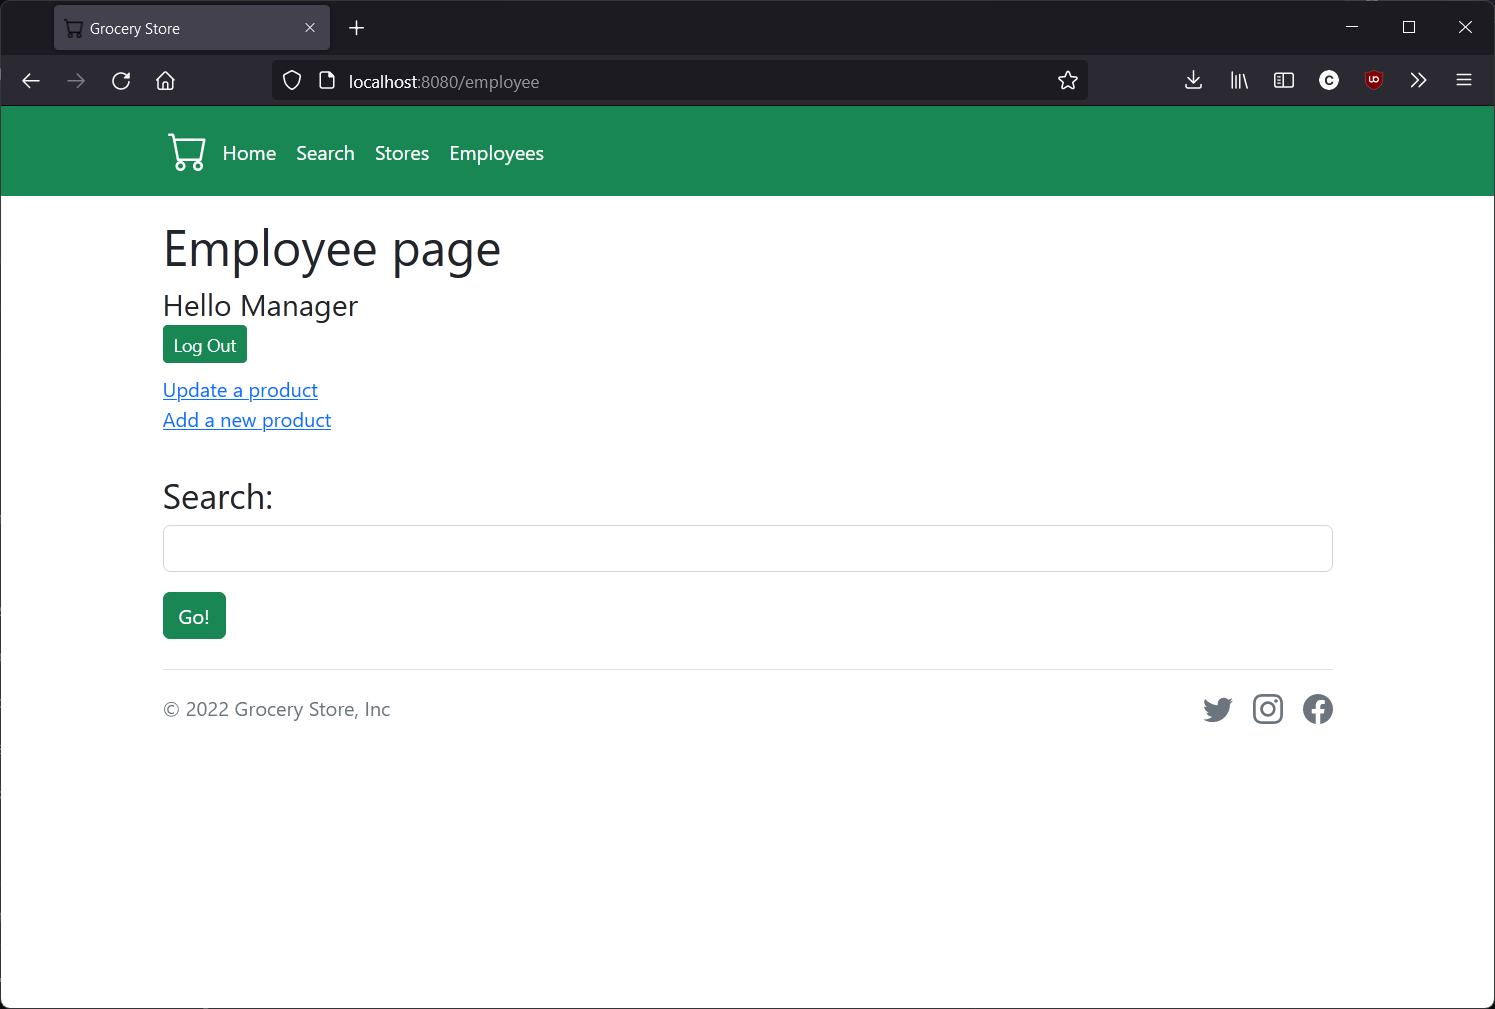 Grocery Store
localhost:8080/employee
Home Search Stores Employees
Employee page
Hello Manager
Log Out
Update a product
Add a new product
Search:
Go!
© 2022 Grocery Store, Inc